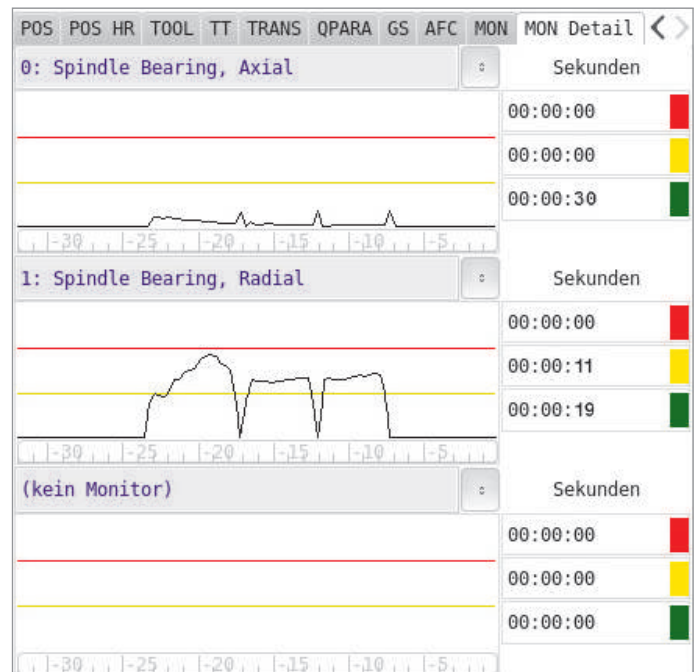 POS POS HR TOOL TT TRANS QPARA GS AFC MON MON Detail
0: Spindle Bearing, Axial Sekunden
00:00:00
00:00:00
00:00:30
-30 -25 -20 -15 -10 -5
1: Spindle Bearing, Radial Sekunden
00:00:00
00:00:11
00:00:19
-30 -25 -20 -15 -10 -5
(kein Monitor) Sekunden
00:00:00
00:00:00
00:00:00
-30 -25 -20 -15 -10 -5